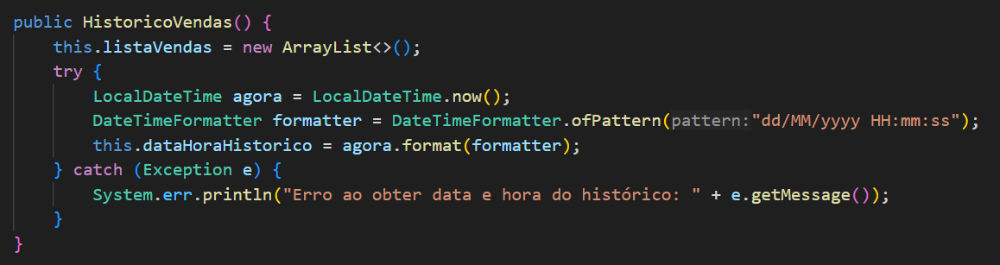 public HistoricoVendas() {
this.listaVendas = new ArrayList<>();
try {
LocalDateTime agora = LocalDateTime.now();
DateTimeFormatter formatter = DateTimeFormatter.ofPattern(pattern:"dd/MM/yyyy HH:mm:ss");
this.dataHoraHistorico = agora.format(formatter);
} catch (Exception e) {
System.err.println("Erro ao obter data e hora do histórico: " + e.getMessage());
}
}